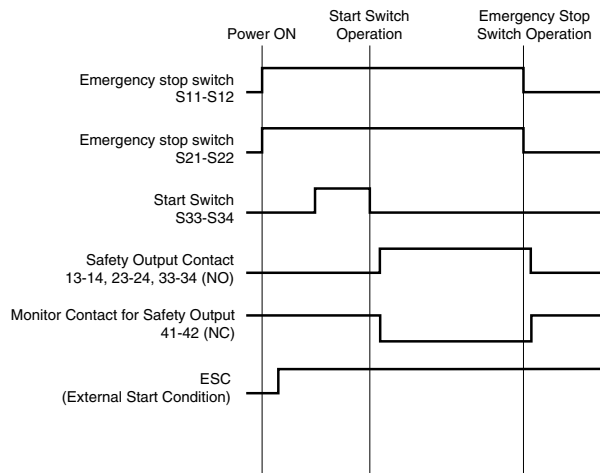 Power ON
Start Switch
Operation
Emergency Stop
Switch Operation
Emergency stop switch
S11-S12
Emergency stop switch
S21-S22
Start Switch
S33-S34
Safety Output Contact
13-14, 23-24, 33-34 (NO)
Monitor Contact for Safety Output
41-42 (NC)
ESC
(External Start Condition)